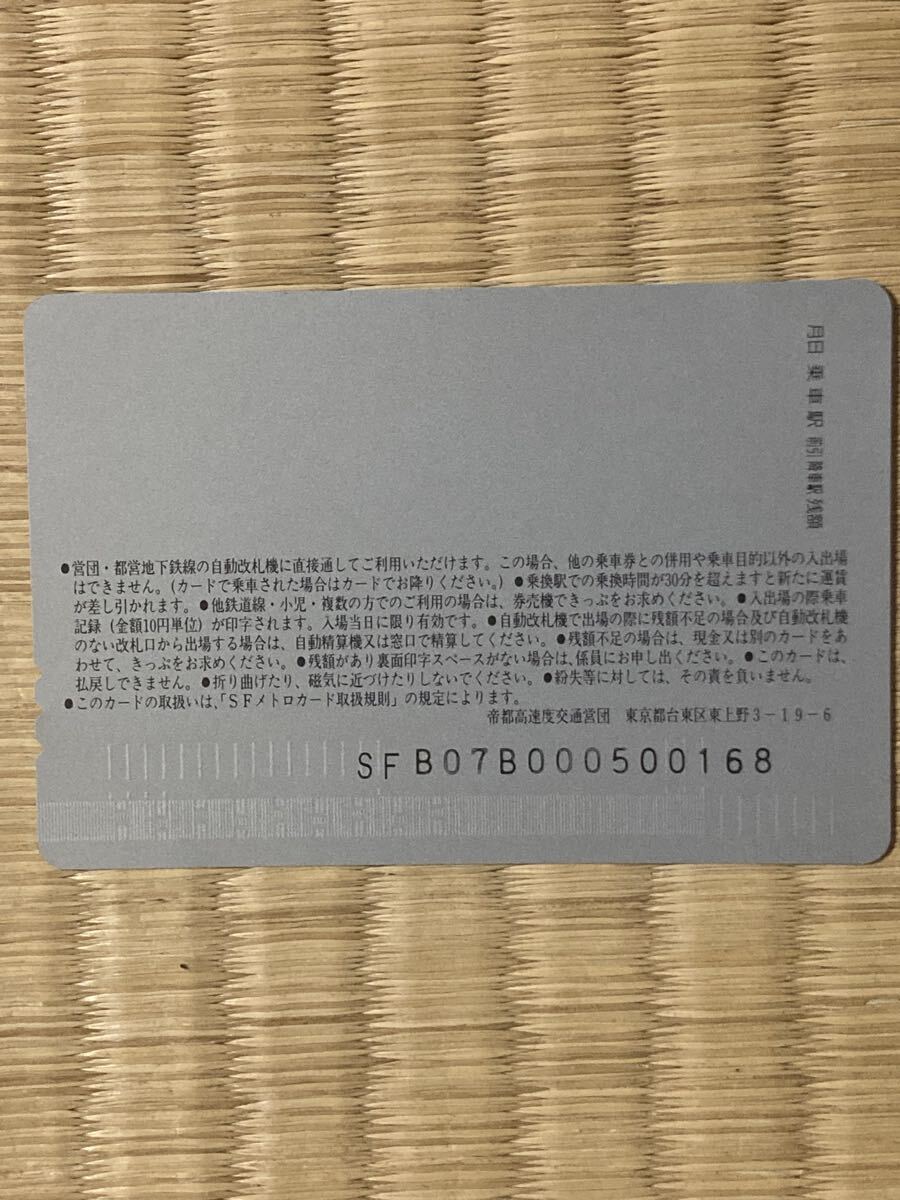 月日 乗車駅 割引 降車駅 残額
●営団・都営地下鉄線の自動改札機に直接通してご利用いただけます。この場合、他の乗車券との併用や乗車目的以外の入出場
はできません。(カードで乗車された場合はカードでお降りください。)●乗換駅での乗換時間が30分を超えますと新たに運賃
が差し引かれます。●他鉄道線・小児・複数の方でのご利用の場合は、券売機できっぷをお求めください。●入出場の際乗車
記録(金額10円単位)が印字されます。入場当日に限り有効です。●自動改札機で出場の際に残額不足の場合及び自動改札機
のない改札口から出場する場合は、自動精算機又は窓口で精算してください。●残額不足の場合は、現金又は別のカードをあ
わせて、きっぷをお求めください。●残額があり裏面印字スペースがない場合は、係員にお申し出ください。●このカードは、
払戻しできません。●折り曲げたり、磁気に近づけたりしないでください。●紛失等に対しては、その責を負いません。
●このカードの取扱いは、「SFメトロカード取扱規則」の規定によります。
帝都高速度交通営団 東京都台東区東上野3-19-6
SFB07B000500168